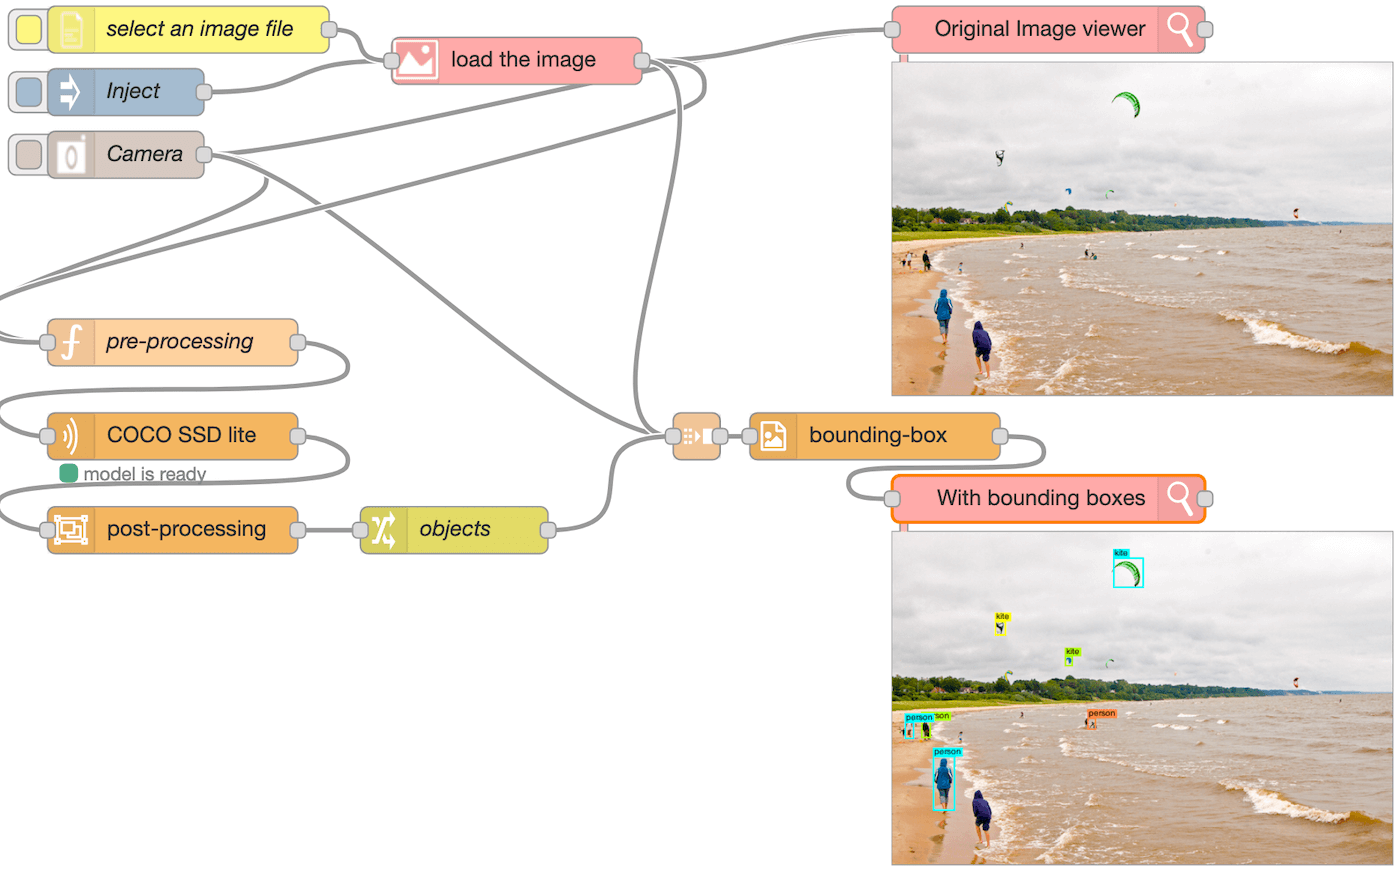 select an image file
Original Image viewer
load the image
Inject
Camera
pre-processing
COCO SSD lite
bounding-box
model is ready
With bounding boxes
post-processing
objects
kite
kite
kite
person
person
son
person